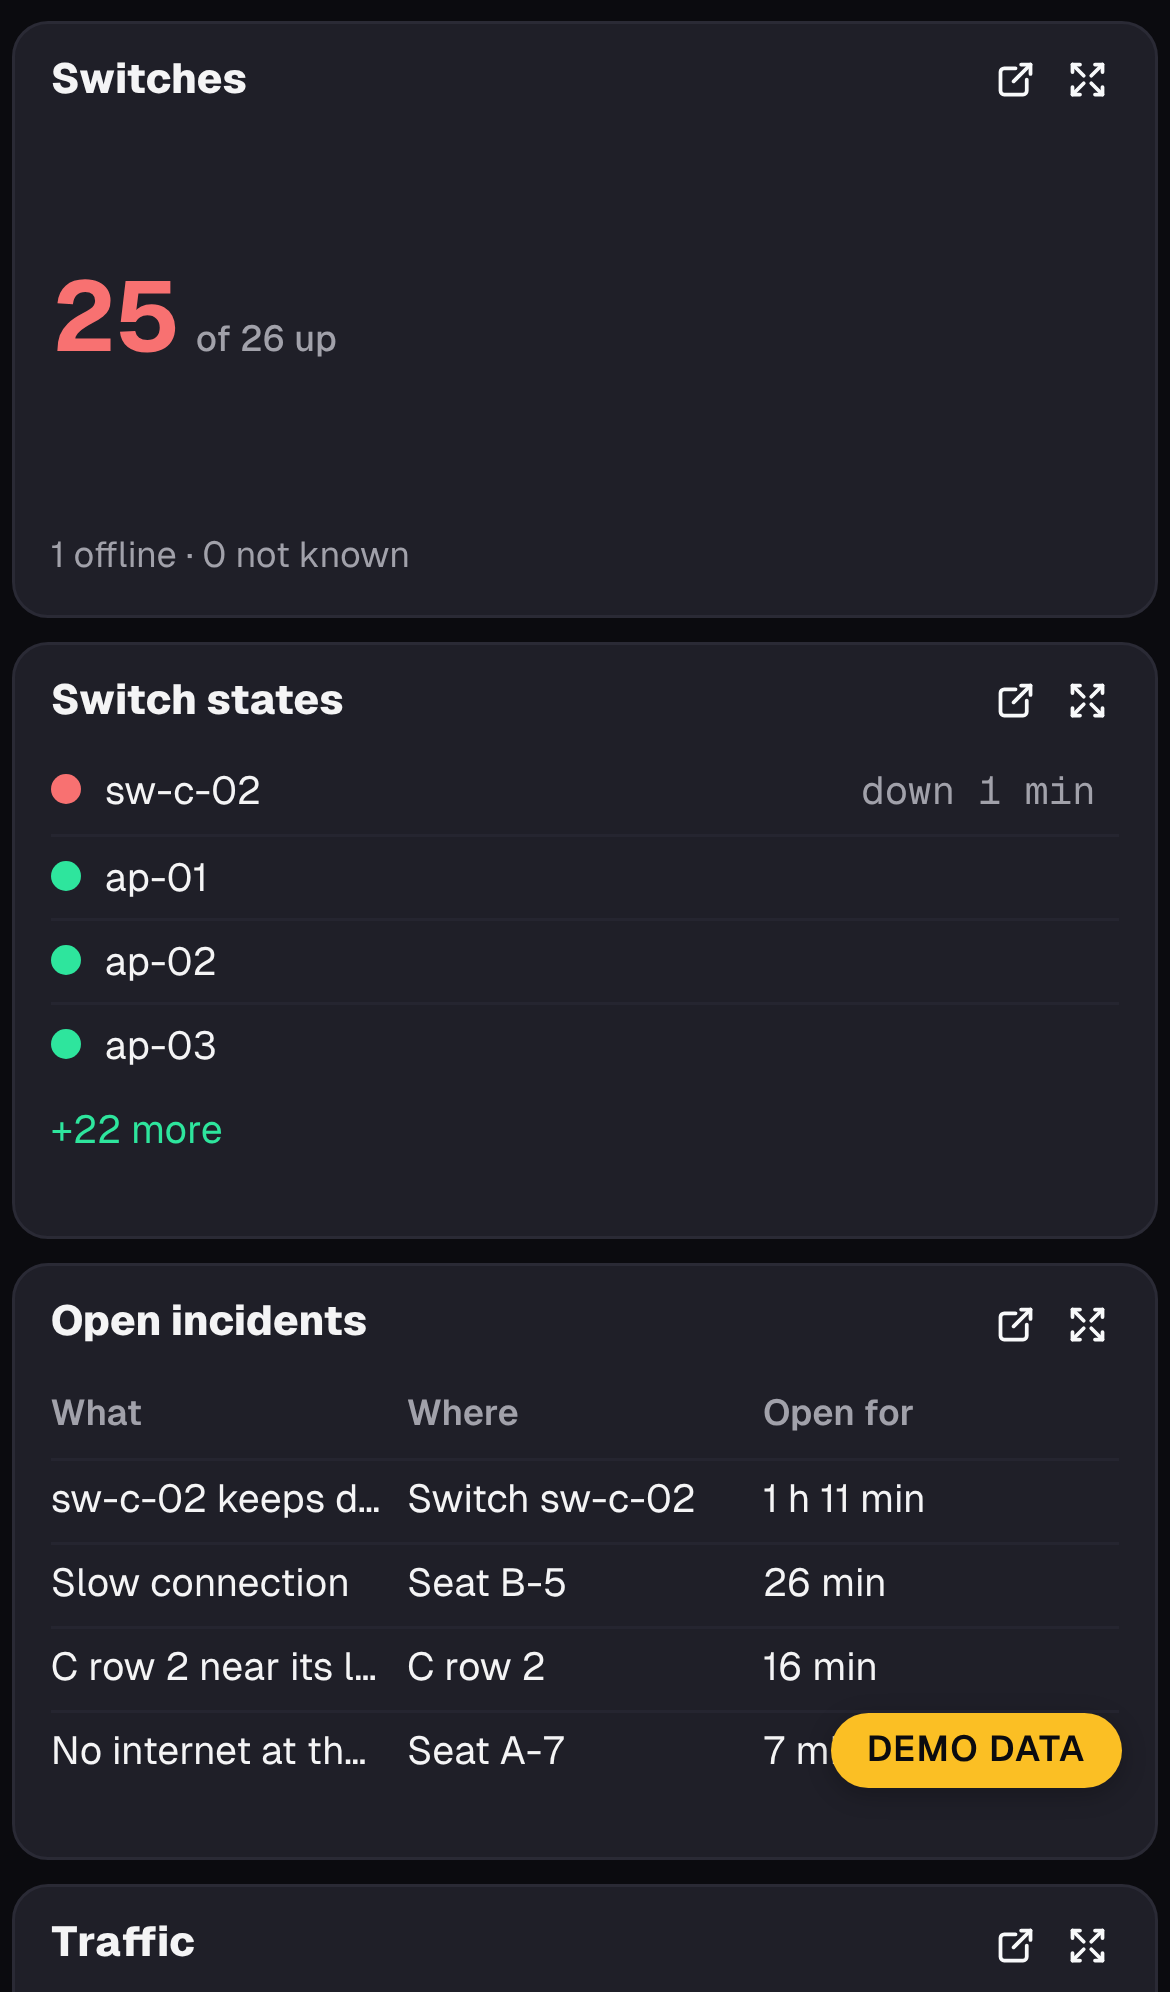 Switches
25 of 26 up
1 offline · 0 not known
Switch states
sw-c-02 down 1 min
ap-01
ap-02
ap-03
+22 more
Open incidents
What Where Open for
sw-c-02 keeps d... Switch sw-c-02 1 h 11 min
Slow connection Seat B-5 26 min
C row 2 near its l... C row 2 16 min
No internet at th... Seat A-7 7 m
DEMO DATA
Traffic